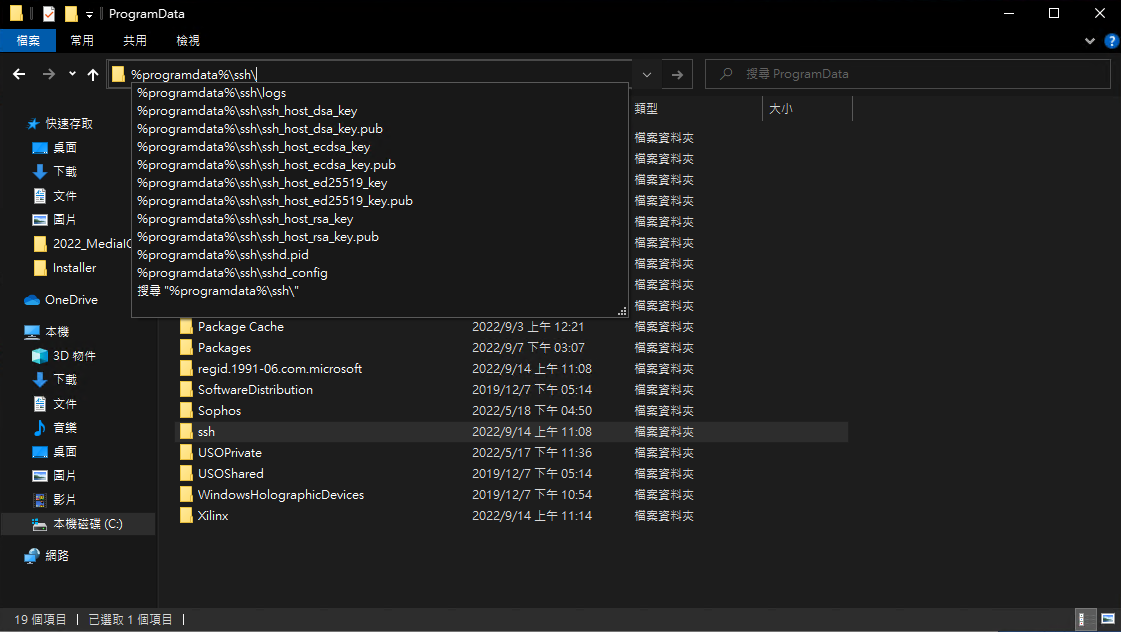 ProgramData
檔案 常用 共用 檢視
%programdata%\ssh\
搜尋 ProgramData
%programdata%\ssh\logs
%programdata%\ssh\ssh_host_dsa_key
%programdata%\ssh\ssh_host_dsa_key.pub
%programdata%\ssh\ssh_host_ecdsa_key
%programdata%\ssh\ssh_host_ecdsa_key.pub
%programdata%\ssh\ssh_host_ed25519_key
%programdata%\ssh\ssh_host_ed25519_key.pub
%programdata%\ssh\ssh_host_rsa_key
%programdata%\ssh\ssh_host_rsa_key.pub
%programdata%\ssh\sshd.pid
%programdata%\ssh\sshd_config
搜尋 "%programdata%\ssh\"
快速存取
桌面
下載
文件
圖片
2022_MediaIC
Installer
OneDrive
本機
3D 物件
下載
文件
音樂
桌面
圖片
影片
本機磁碟 (C:)
網路
類型 大小
檔案資料夾
檔案資料夾
檔案資料夾
檔案資料夾
檔案資料夾
檔案資料夾
檔案資料夾
檔案資料夾
檔案資料夾
Package Cache 2022/9/3 上午 12:21 檔案資料夾
Packages 2022/9/7 下午 03:07 檔案資料夾
regid.1991-06.com.microsoft 2022/9/14 上午 11:08 檔案資料夾
SoftwareDistribution 2019/12/7 下午 05:14 檔案資料夾
Sophos 2022/5/18 下午 04:50 檔案資料夾
ssh 2022/9/14 上午 11:08 檔案資料夾
USOPrivate 2022/5/17 下午 11:36 檔案資料夾
USOShared 2019/12/7 下午 05:14 檔案資料夾
WindowsHolographicDevices 2019/12/7 下午 10:54 檔案資料夾
Xilinx 2022/9/14 上午 11:14 檔案資料夾
19 個項目 已選取 1 個項目